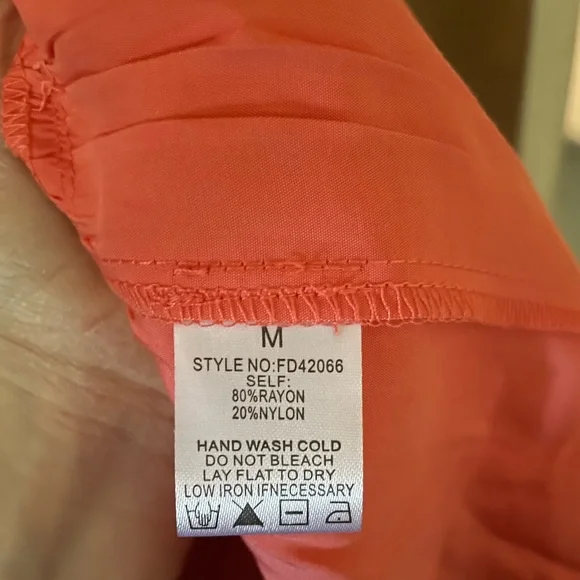 M
STYLE NO:FD42066
SELF:
80%RAYON
20%NYLON
HAND WASH COLD
DO NOT BLEACH
LAY FLAT TO DRY
LOW IRON IFNECESSARY